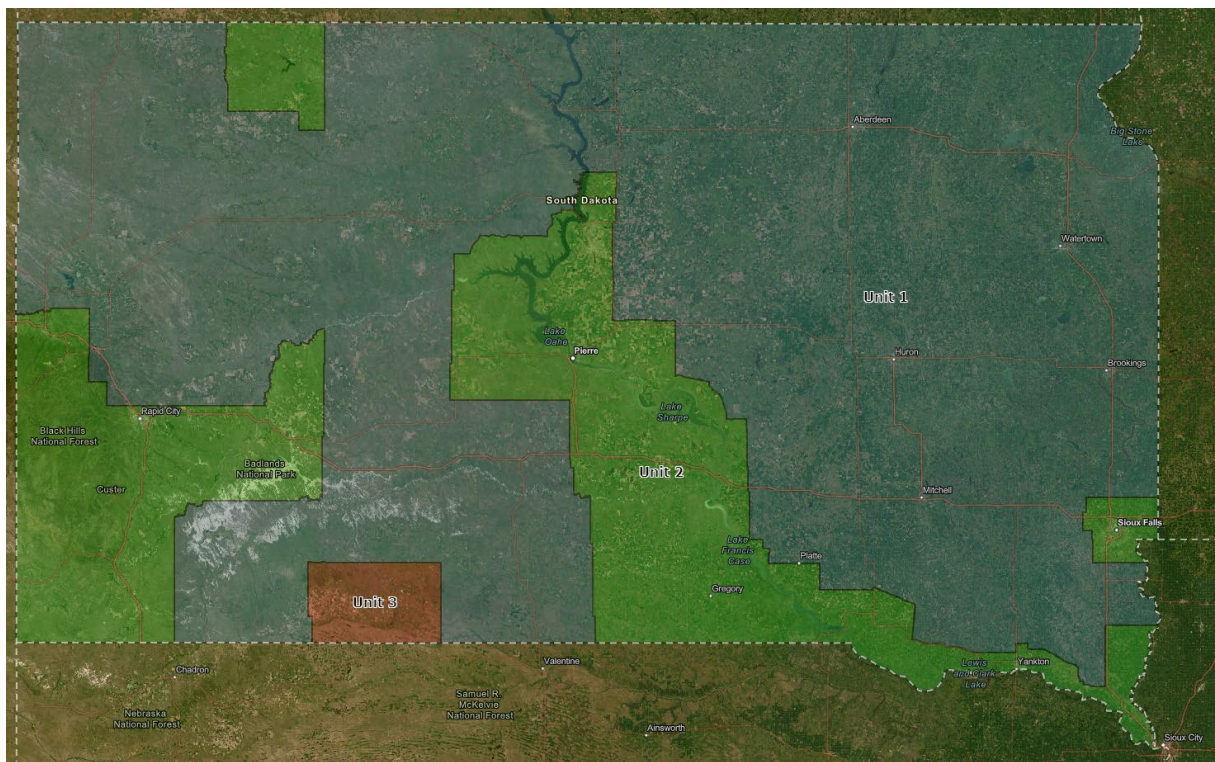 Aberdeen
Big Stone
Lake
South Dakota
Watertown
Unit 1
Lake
Oahe
Pierre
Huron
Brookings
Rapid City
Lake
Sharpe
Black Hills
National Forest
Badlands
National Park
Unit 2
Custer
Mitchell
Sioux Falls
Lake
Francis
Case
Platte
Gregory
Unit 3
Chadron
Valentine
Lewis
and Clark
Lake
Yankton
Samuel R.
McKelvie
National Forest
Nebraska
National Forest
Ainsworth
Sioux City